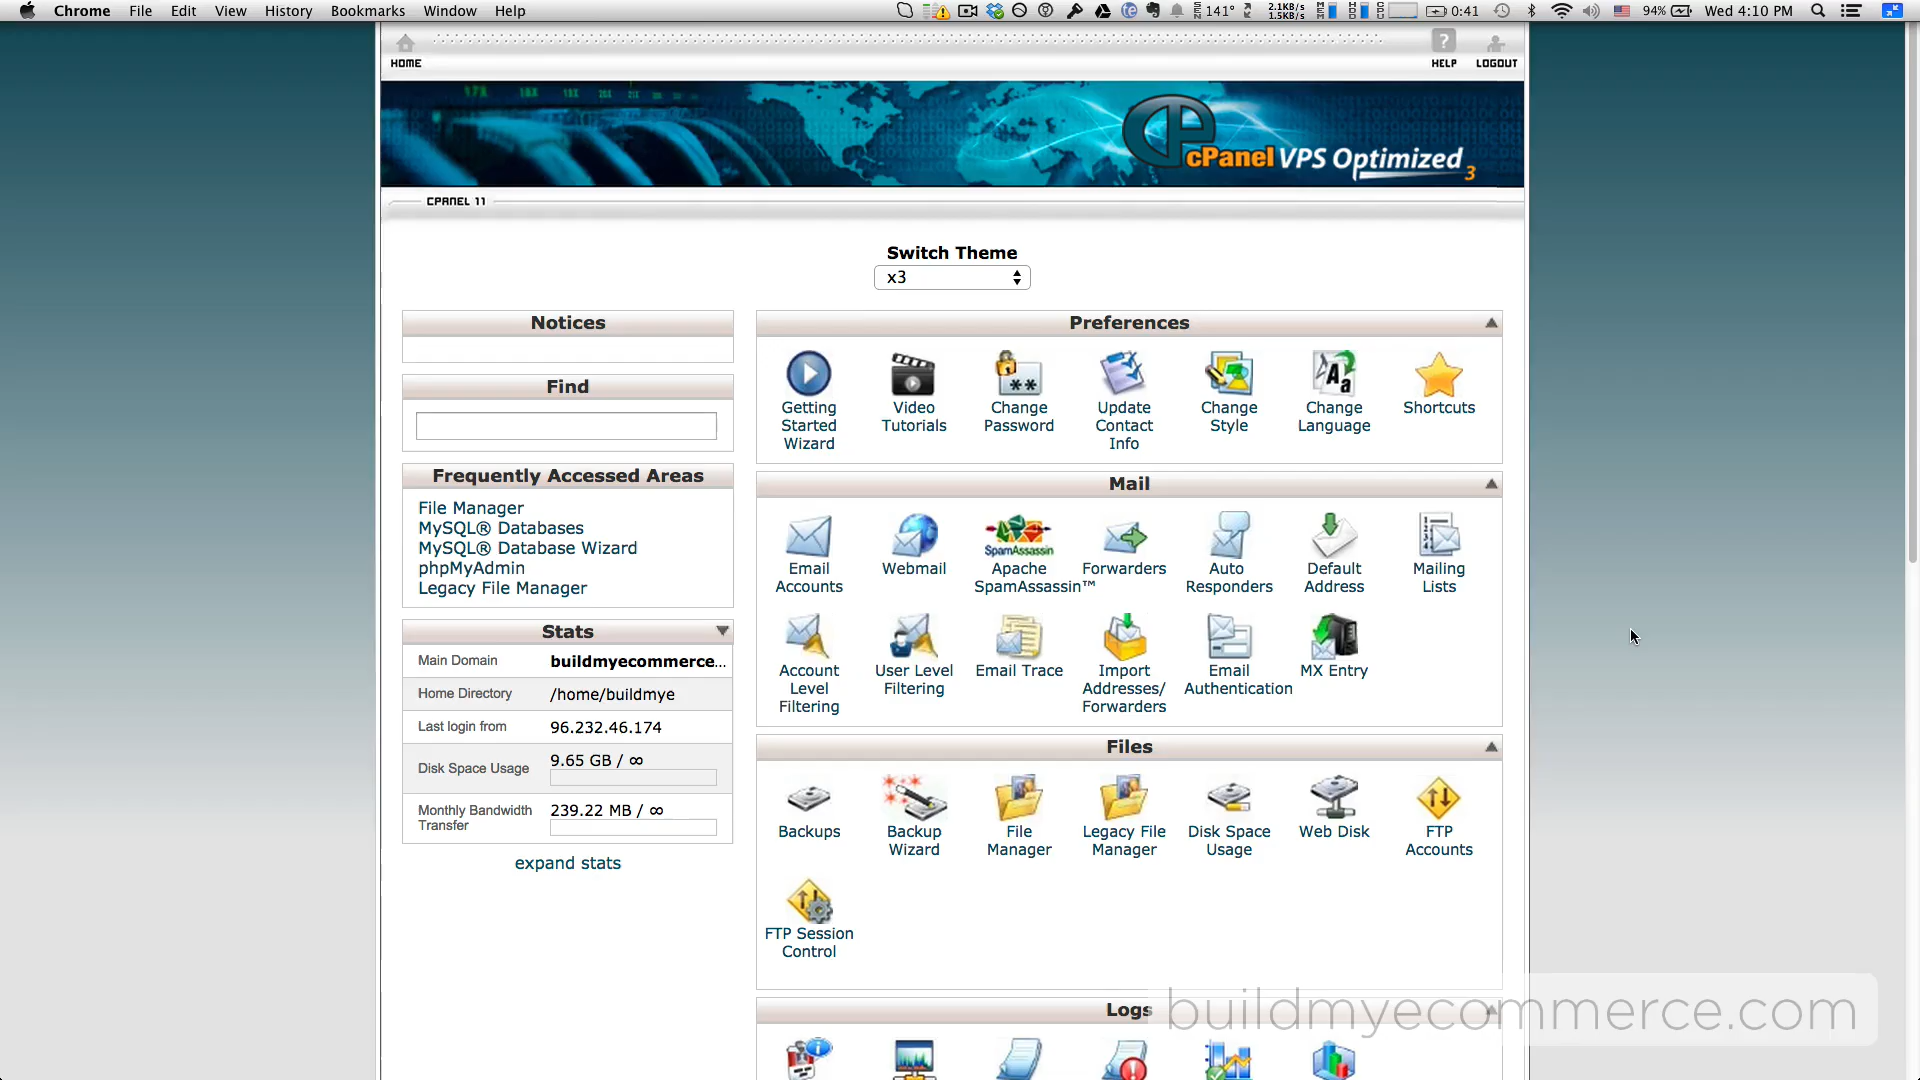 Chrome File Edit View History Bookmarks Window Help
141° 2.1KB/s 1.5KB/s 0:41 94% Wed 4:10 PM
HOME
HELP LOGOUT
cPanel VPS Optimized 3
CPANEL 11
Switch Theme
x3
Notices
Find
Frequently Accessed Areas
File Manager
MySQL® Databases
MySQL® Database Wizard
phpMyAdmin
Legacy File Manager
Stats
Main Domain buildmyecommerce...
Home Directory /home/buildmye
Last login from 96.232.46.174
Disk Space Usage 9.65 GB / ∞
Monthly Bandwidth Transfer 239.22 MB / ∞
expand stats
Preferences
Getting Started Wizard
Video Tutorials
Change Password
Update Contact Info
Change Style
Change Language
Shortcuts
Mail
Email Accounts
Webmail
SpamAssassin
Apache SpamAssassin™
Forwarders
Auto Responders
Default Address
Mailing Lists
Account Level Filtering
User Level Filtering
Email Trace
Import Addresses/ Forwarders
Email Authentication
MX Entry
Files
Backups
Backup Wizard
File Manager
Legacy File Manager
Disk Space Usage
Web Disk
FTP Accounts
FTP Session Control
Logs
buildmyecommerce.com